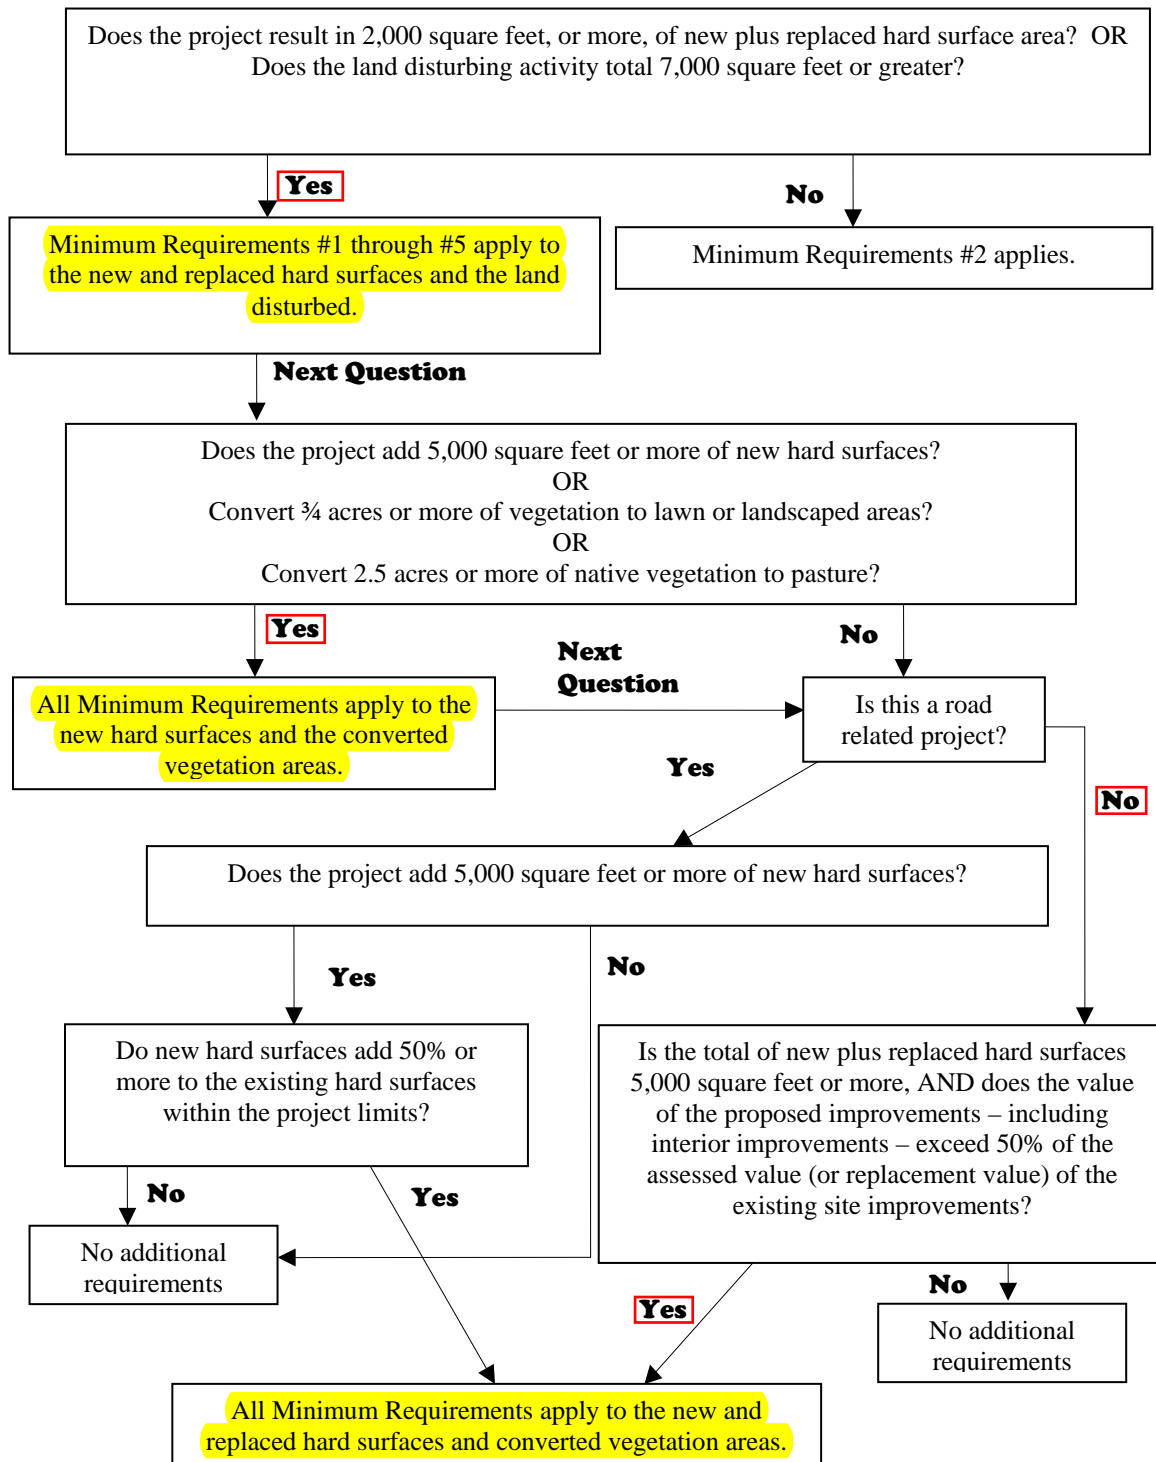 Does the project result in 2,000 square feet, or more, of new plus replaced hard surface area?  OR
Does the land disturbing activity total 7,000 square feet or greater?
Yes
No
Minimum Requirements #1 through #5 apply to
the new and replaced hard surfaces and the land
disturbed.
Minimum Requirements #2 applies.
Next Question
Does the project add 5,000 square feet or more of new hard surfaces?
OR
Convert ¾ acres or more of vegetation to lawn or landscaped areas?
OR
Convert 2.5 acres or more of native vegetation to pasture?
Yes
No
Next
Question
All Minimum Requirements apply to the
new hard surfaces and the converted
vegetation areas.
Is this a road
related project?
Yes
No
Does the project add 5,000 square feet or more of new hard surfaces?
Yes
No
Do new hard surfaces add 50% or
more to the existing hard surfaces
within the project limits?
Is the total of new plus replaced hard surfaces
5,000 square feet or more, AND does the value
of the proposed improvements – including
interior improvements – exceed 50% of the
assessed value (or replacement value) of the
existing site improvements?
No
Yes
No additional
requirements
Yes
No
No additional
requirements
All Minimum Requirements apply to the new and
replaced hard surfaces and converted vegetation areas.